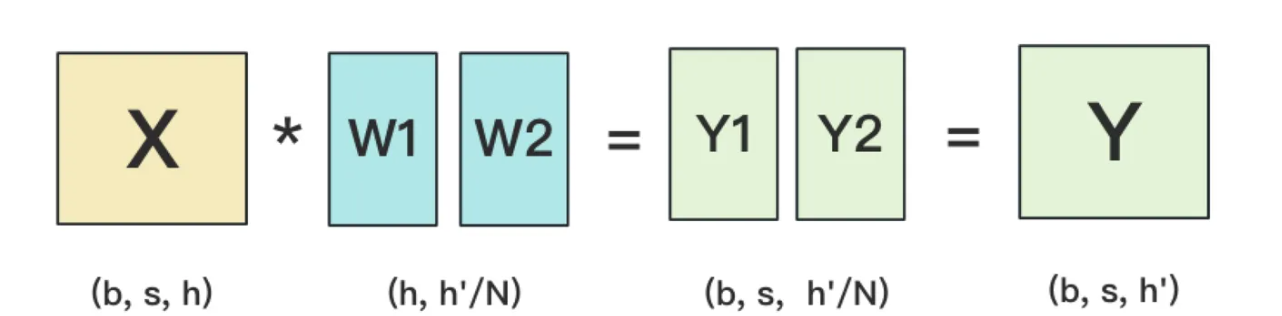 X * W1 W2 = Y1 Y2 = Y
(b, s, h) (h, h'/N) (b, s, h'/N) (b, s, h')